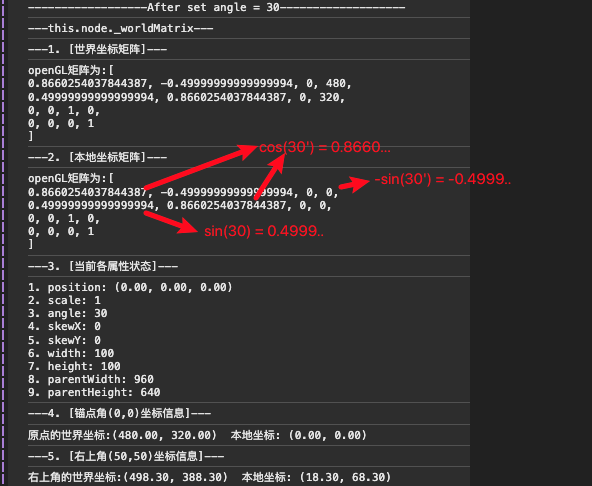 ------------------After set angle = 30-------------------
---this.node._worldMatrix---
---1. [世界坐标矩阵]---
openGL矩阵为:[
0.8660254037844387, -0.49999999999999994, 0, 480,
0.49999999999999994, 0.8660254037844387, 0, 320,
0, 0, 1, 0,
0, 0, 0, 1
]
cos(30') = 0.8660...
---2. [本地坐标矩阵]---
openGL矩阵为:[
-sin(30') = -0.4999..
0.8660254037844387, -0.49999999999999994, 0, 0,
0.49999999999999994, 0.8660254037844387, 0, 0,
0, 0, 1, 0,
0, 0, 0, 1
sin(30) = 0.4999..
]
---3. [当前各属性状态]---
1. position: (0.00, 0.00, 0.00)
2. scale: 1
3. angle: 30
4. skewX: 0
5. skewY: 0
6. width: 100
7. height: 100
8. parentWidth: 960
9. parentHeight: 640
---4. [锚点角(0,0)坐标信息]---
原点的世界坐标:(480.00, 320.00) 本地坐标: (0.00, 0.00)
---5. [右上角(50,50)坐标信息]---
右上角的世界坐标:(498.30, 388.30) 本地坐标: (18.30, 68.30)